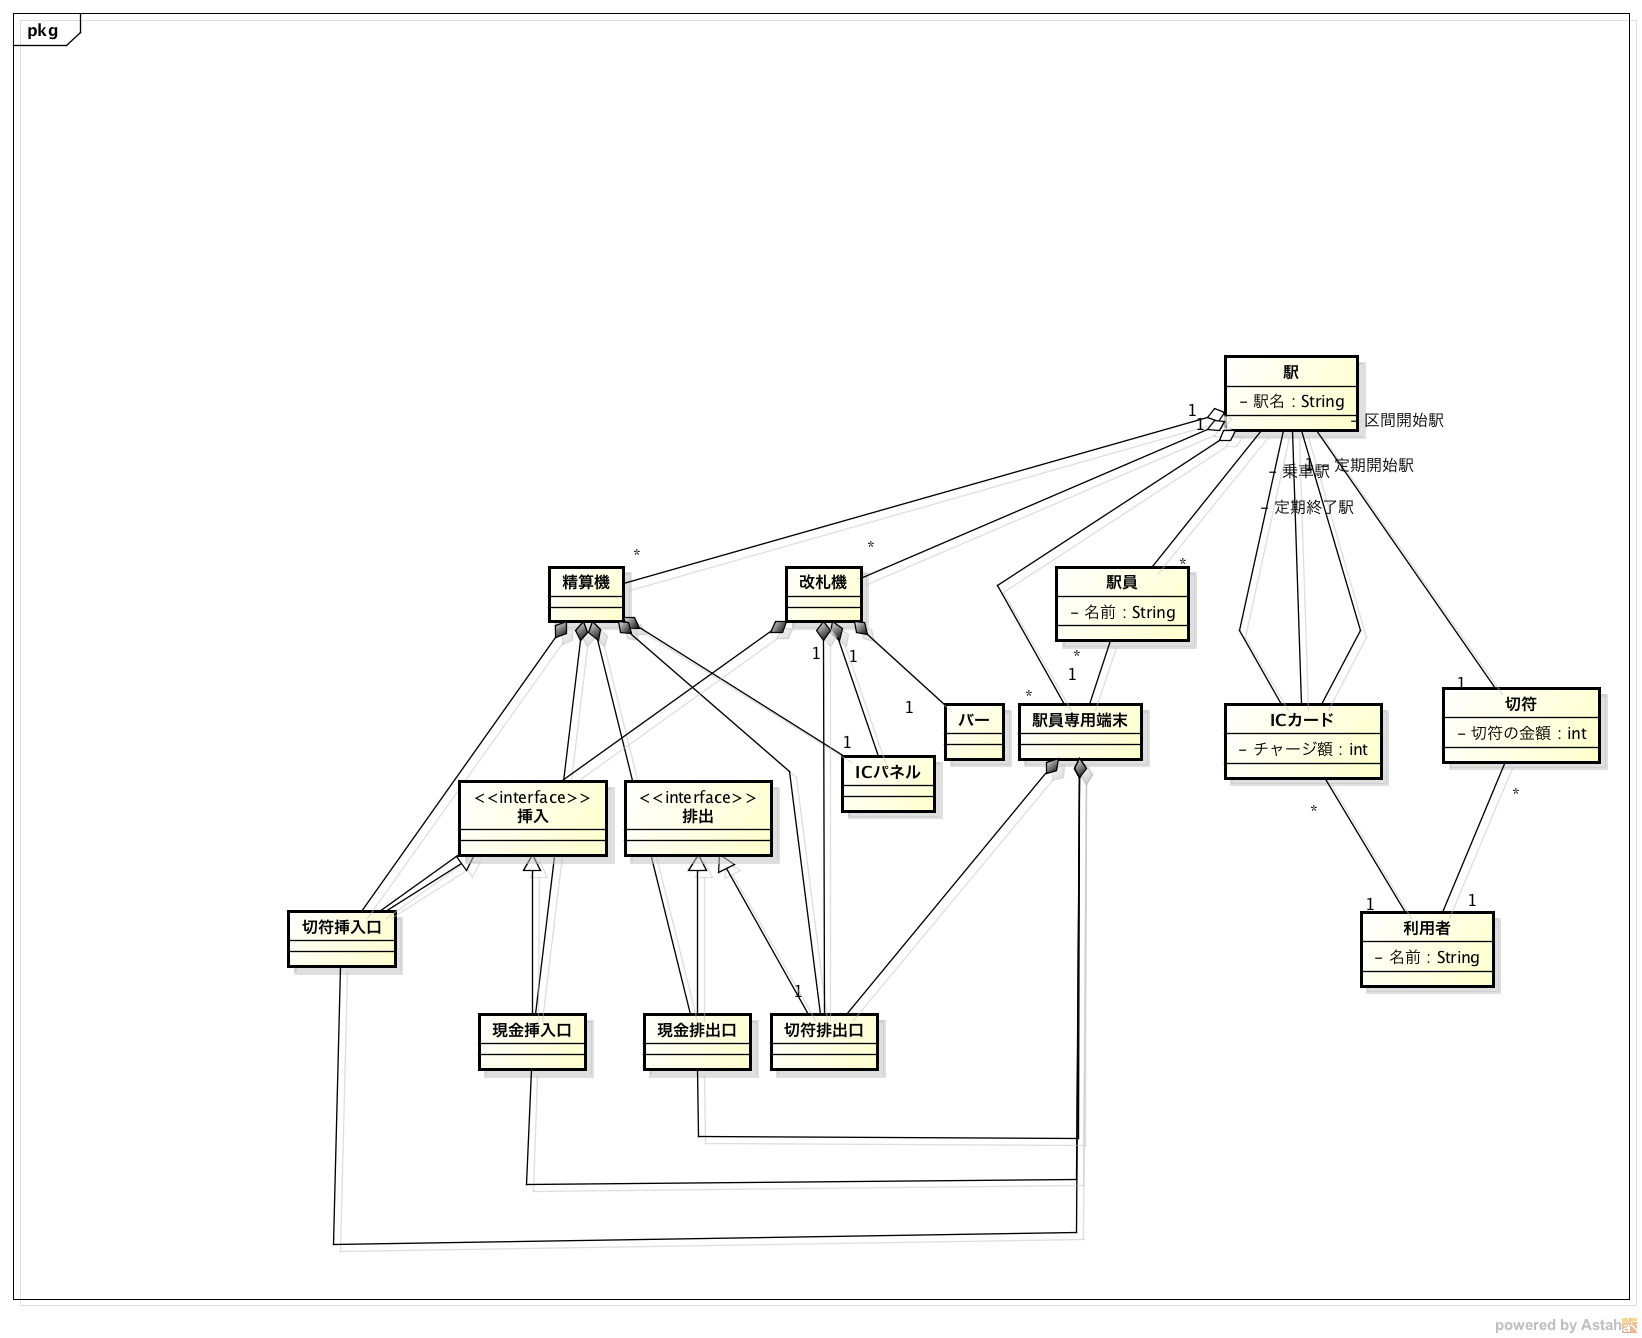 pkg
駅
- 駅名 : String
1
1
- 区間開始駅
1
- 定期開始駅
- 乗車駅
- 定期終了駅
*
*
*
精算機
改札機
駅員
- 名前 : String
1
1
*
1
*
1
1
1
駅員専用端末
バー
ICカード
- チャージ額 : int
切符
- 切符の金額 : int
ICパネル
<<interface>>
挿入
<<interface>>
排出
*
*
1
1
切符挿入口
利用者
- 名前 : String
1
現金挿入口
現金排出口
切符排出口
powered by Astah